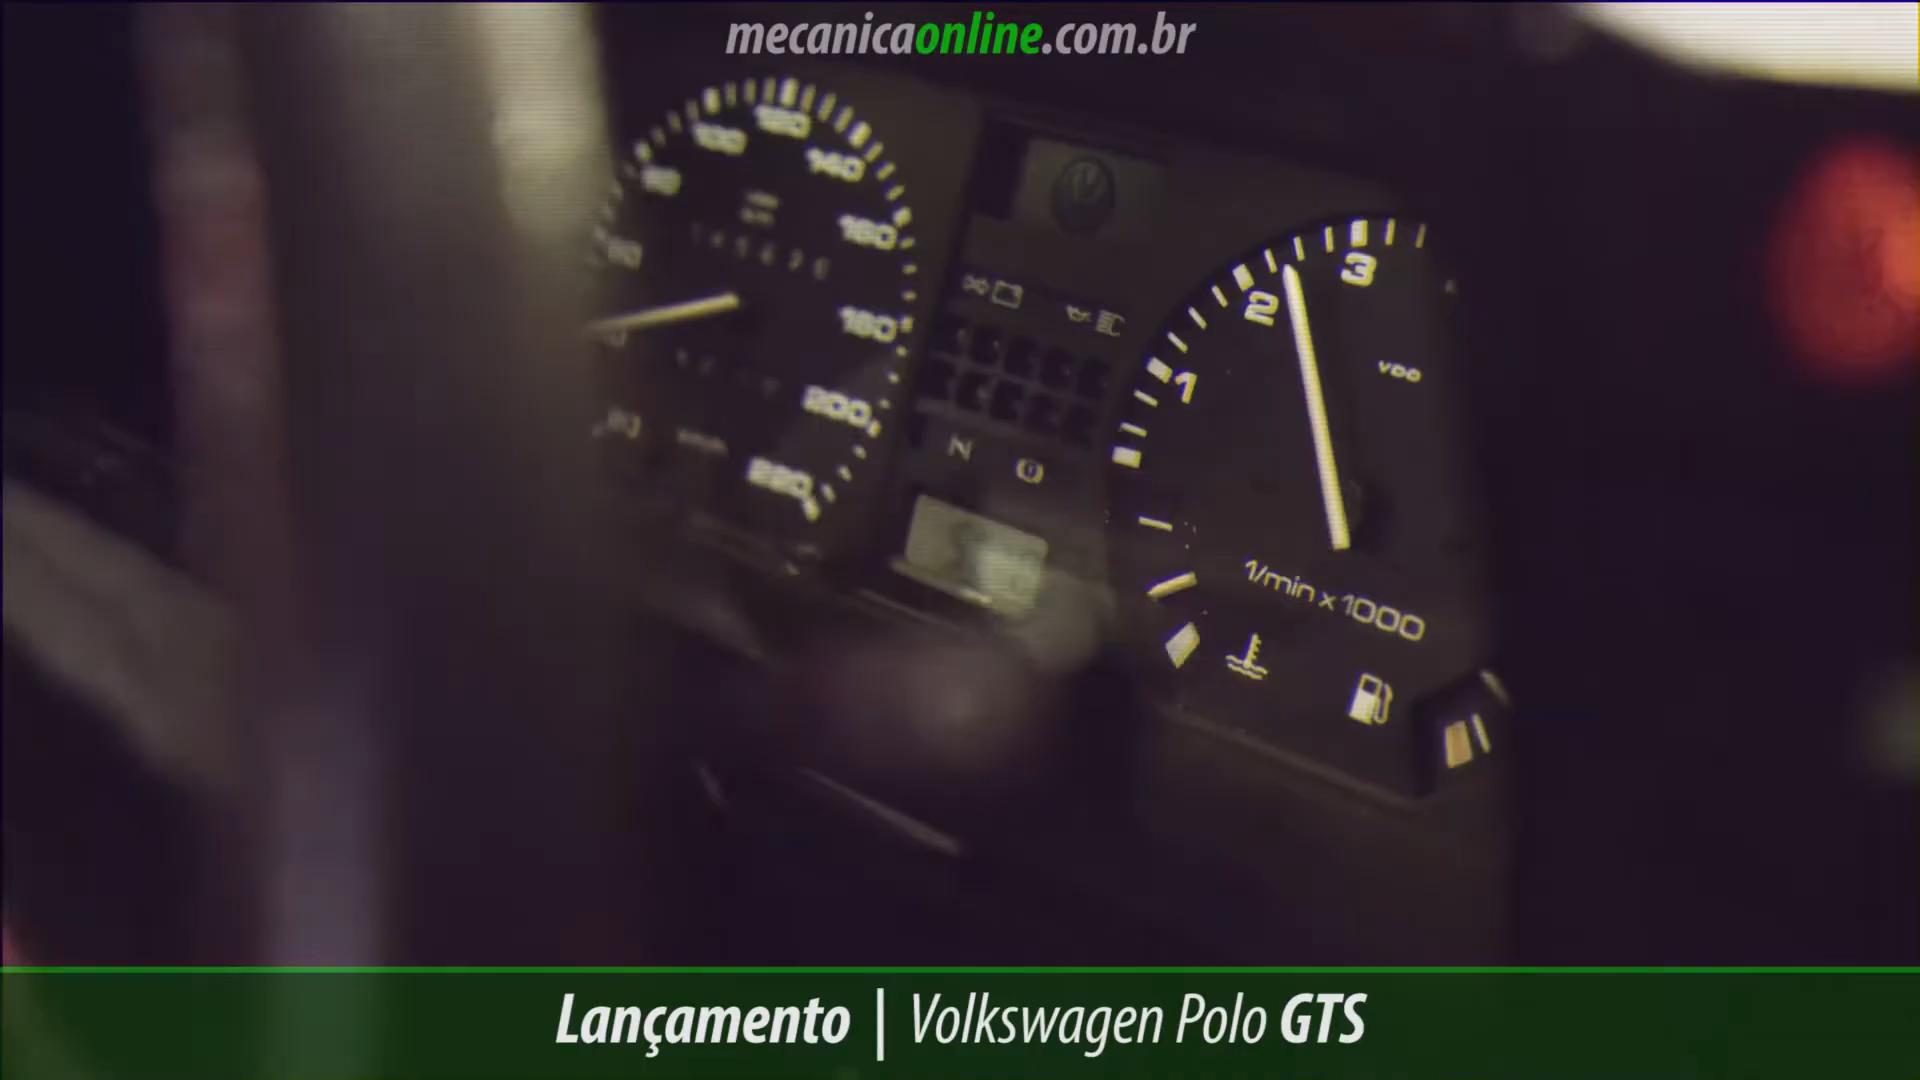 mecanicaonline.com.br
100
120
140
160
180
200
220
1
2
3
VDO
1/min x 1000
N
Lançamento | Volkswagen Polo GTS